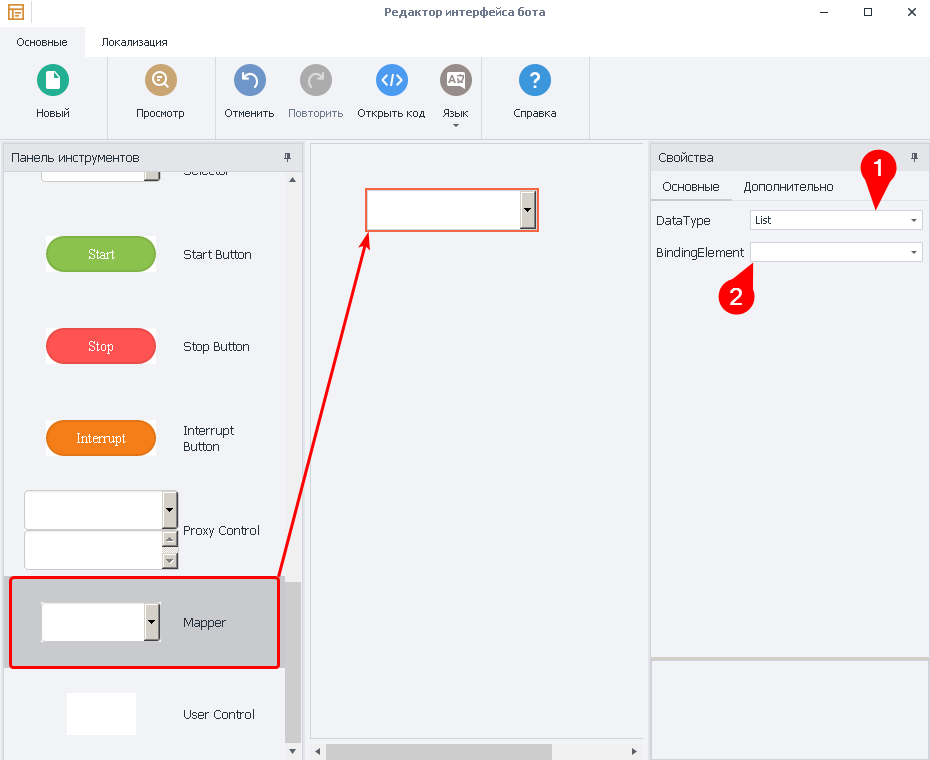 Редактор интерфейса бота
Основные
Локализация
Новый
Просмотр
Отменить
Повторить
Открыть код
Язык
Справка
Панель инструментов
Selector
Start
Start Button
Stop
Stop Button
Interrupt
Interrupt
Button
Proxy Control
Mapper
User Control
Свойства
1
Основные
Дополнительно
DataType
List
BindingElement
2